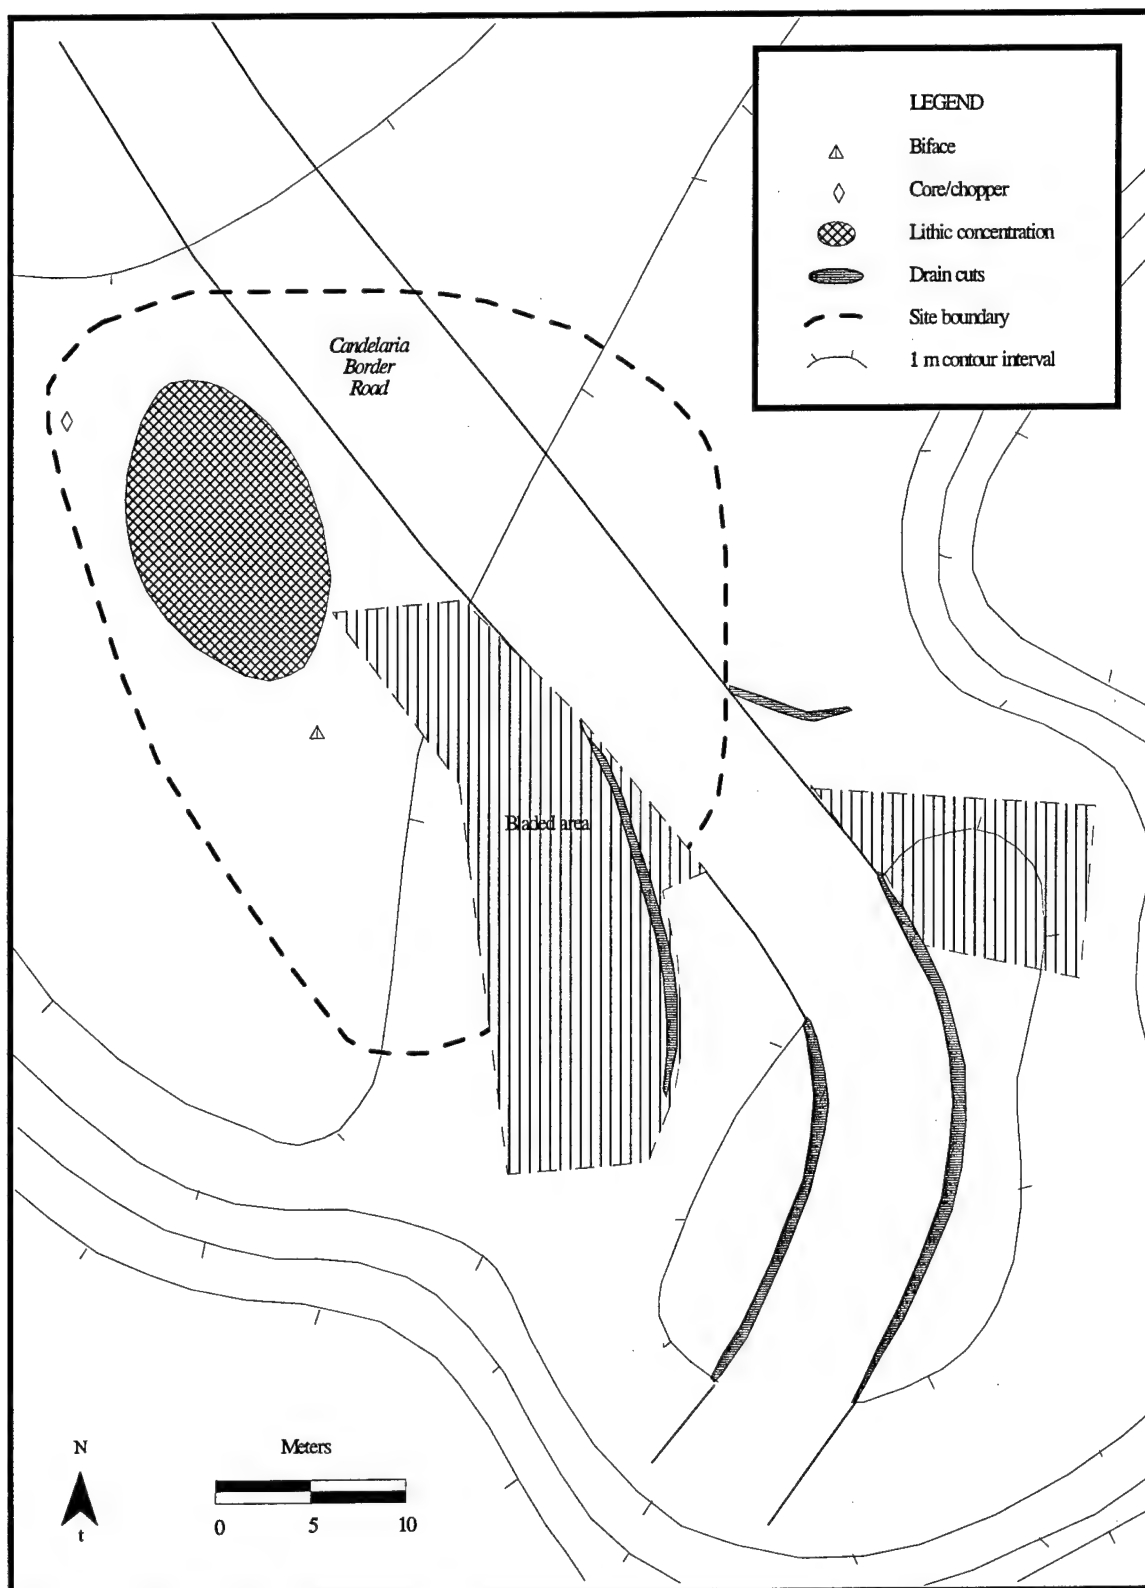 LEGEND
Biface
Core/chopper
Lithic concentration
Drain cuts
Site boundary
1 m contour interval
Candelaria
Border
Road
Bladed area
N
t
Meters
0 5 10